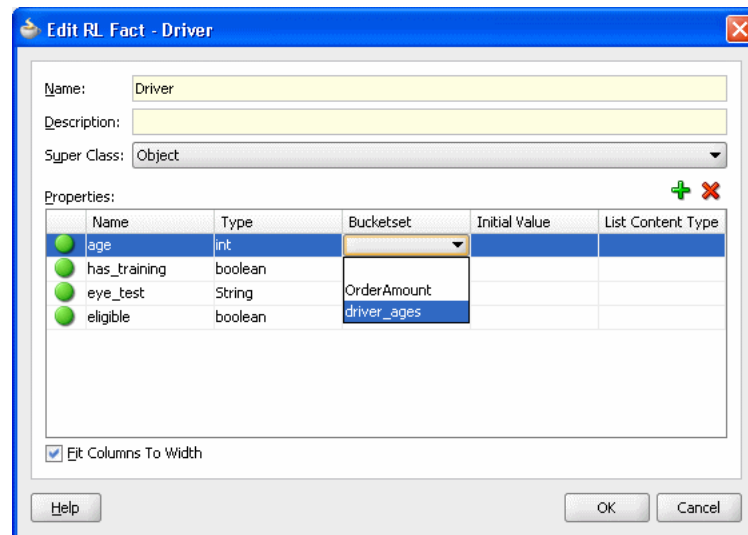 Edit RL Fact - Driver
Name: Driver
Description:
Super Class: Object
Properties:
Name Type Bucketset Initial Value List Content Type
age int
has_training boolean
eye_test String OrderAmount
eligible boolean driver_ages
Fit Columns To Width
Help OK Cancel